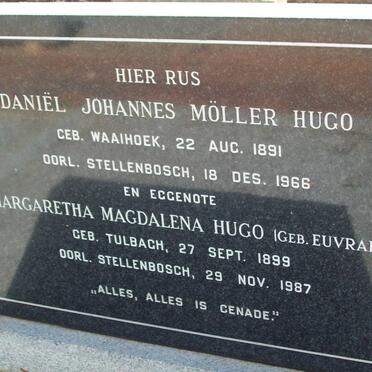 HIER RUS
DANIËL JOHANNES MÖLLER HUGO
GEB. WAAIHOEK, 22 AUG. 1891
OORL. STELLENBOSCH, 18 DES. 1966
EN EGGENOTE
MARGARETHA MAGDALENA HUGO (GEB. EUVRAR
GEB. TULBACH, 27 SEPT. 1899
OORL. STELLENBOSCH, 29 NOV. 1987
„ALLES, ALLES IS GENADE."